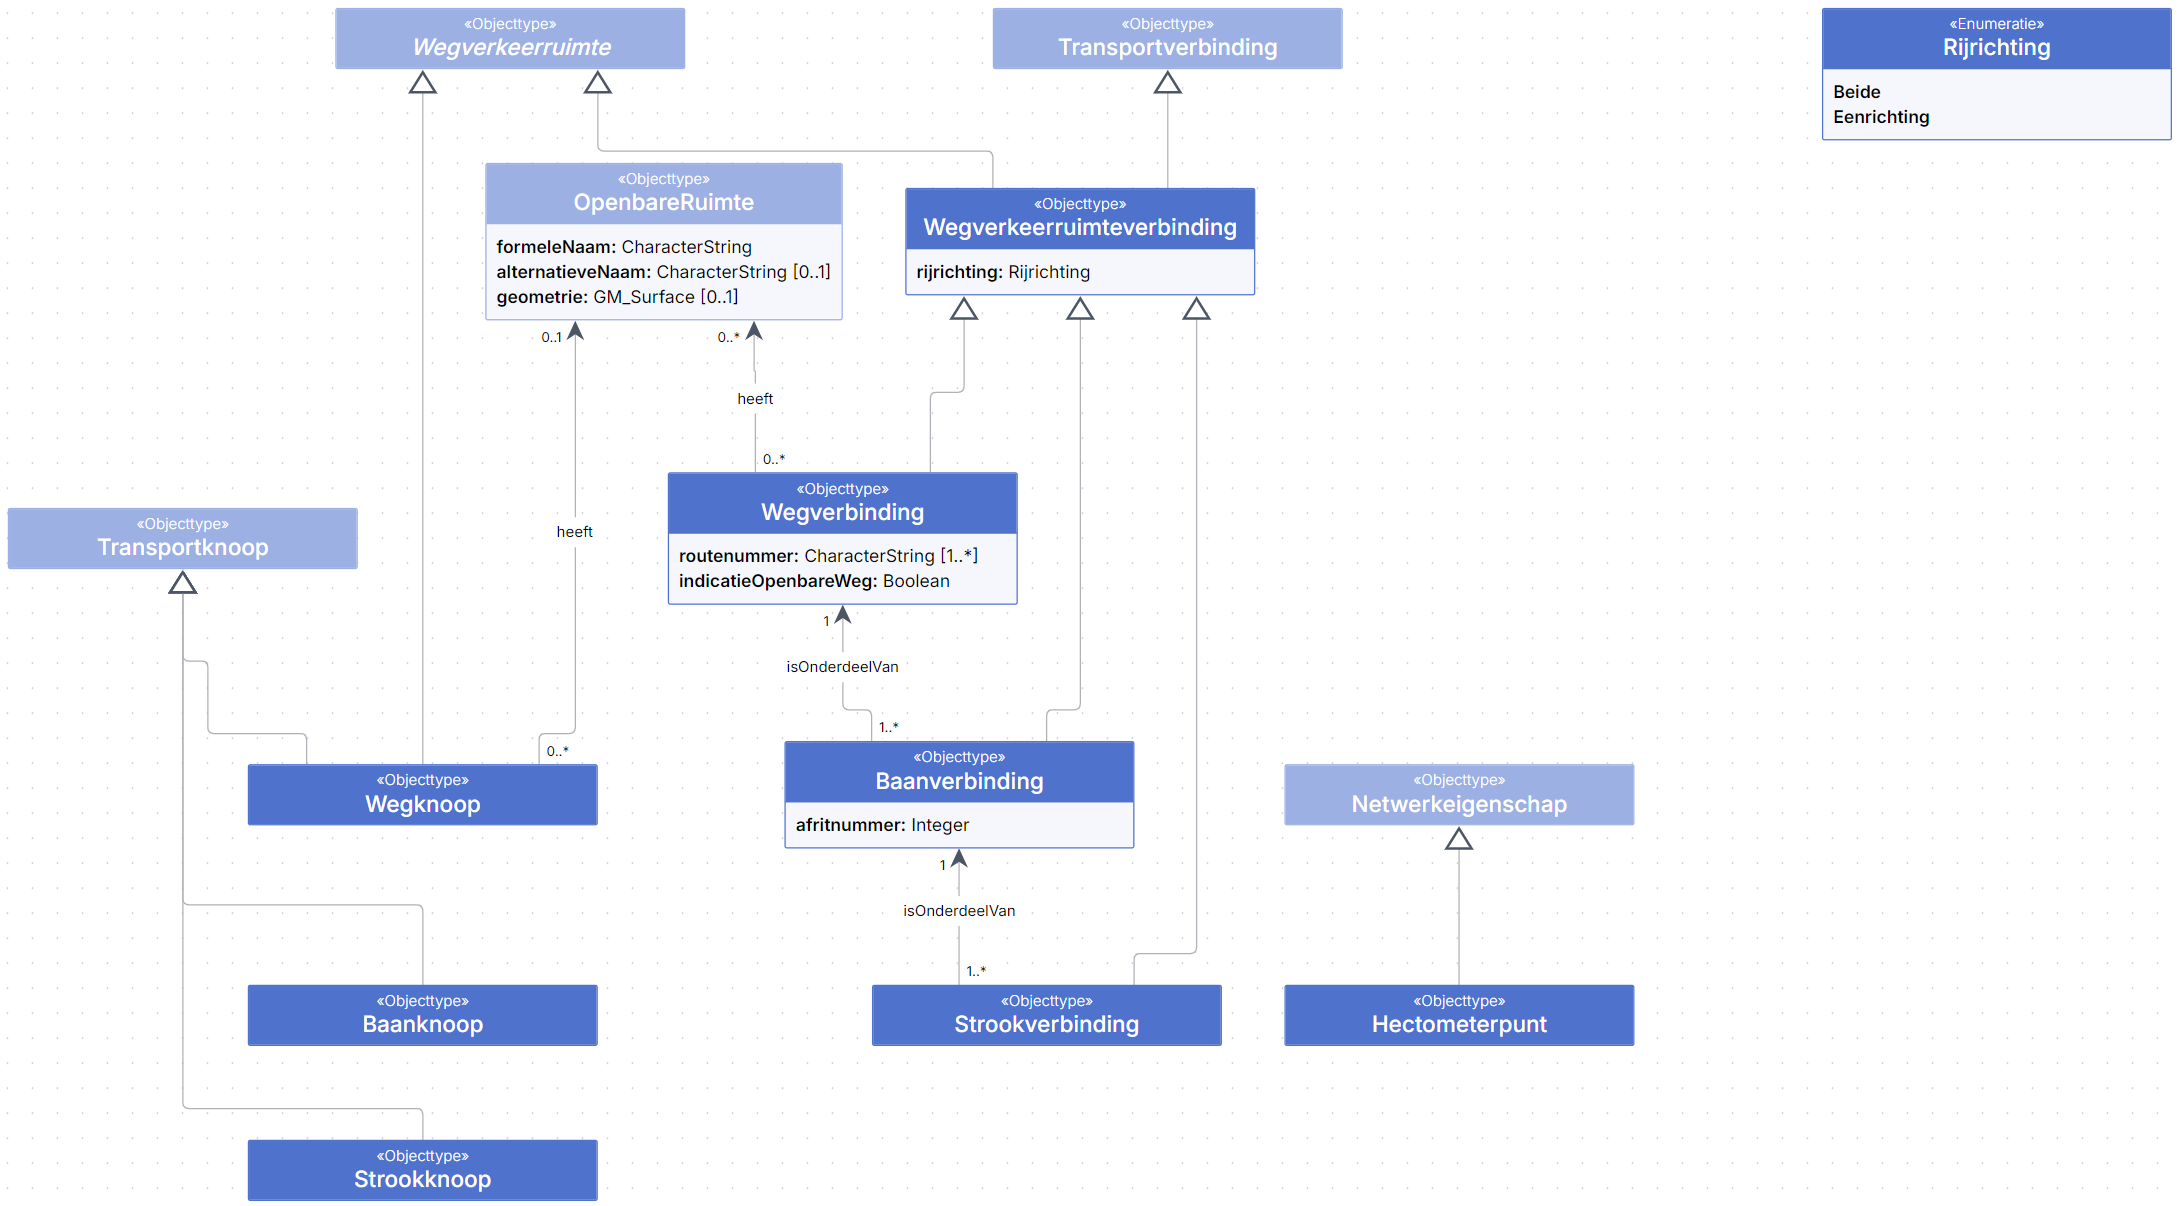 «Objecttype»
Wegverkeerruimte
«Objecttype»
Transportverbinding
«Enumeratie»
Rijrichting
Beide
Eenrichting
«Objecttype»
OpenbareRuimte
formeleNaam: CharacterString
alternatieveNaam: CharacterString [0..1]
geometrie: GM_Surface [0..1]
«Objecttype»
Wegverkeerruimteverbinding
rijrichting: Rijrichting
0..1
0..*
heeft
0..*
«Objecttype»
Wegverbinding
routenummer: CharacterString [1..*]
indicatieOpenbareWeg: Boolean
«Objecttype»
Transportknoop
heeft
1
isOnderdeelVan
1..*
0..*
«Objecttype»
Wegknoop
«Objecttype»
Baanverbinding
afritnummer: Integer
«Objecttype»
Netwerkeigenschap
1
isOnderdeelVan
1..*
«Objecttype»
Baanknoop
«Objecttype»
Strookverbinding
«Objecttype»
Hectometerpunt
«Objecttype»
Strookknoop